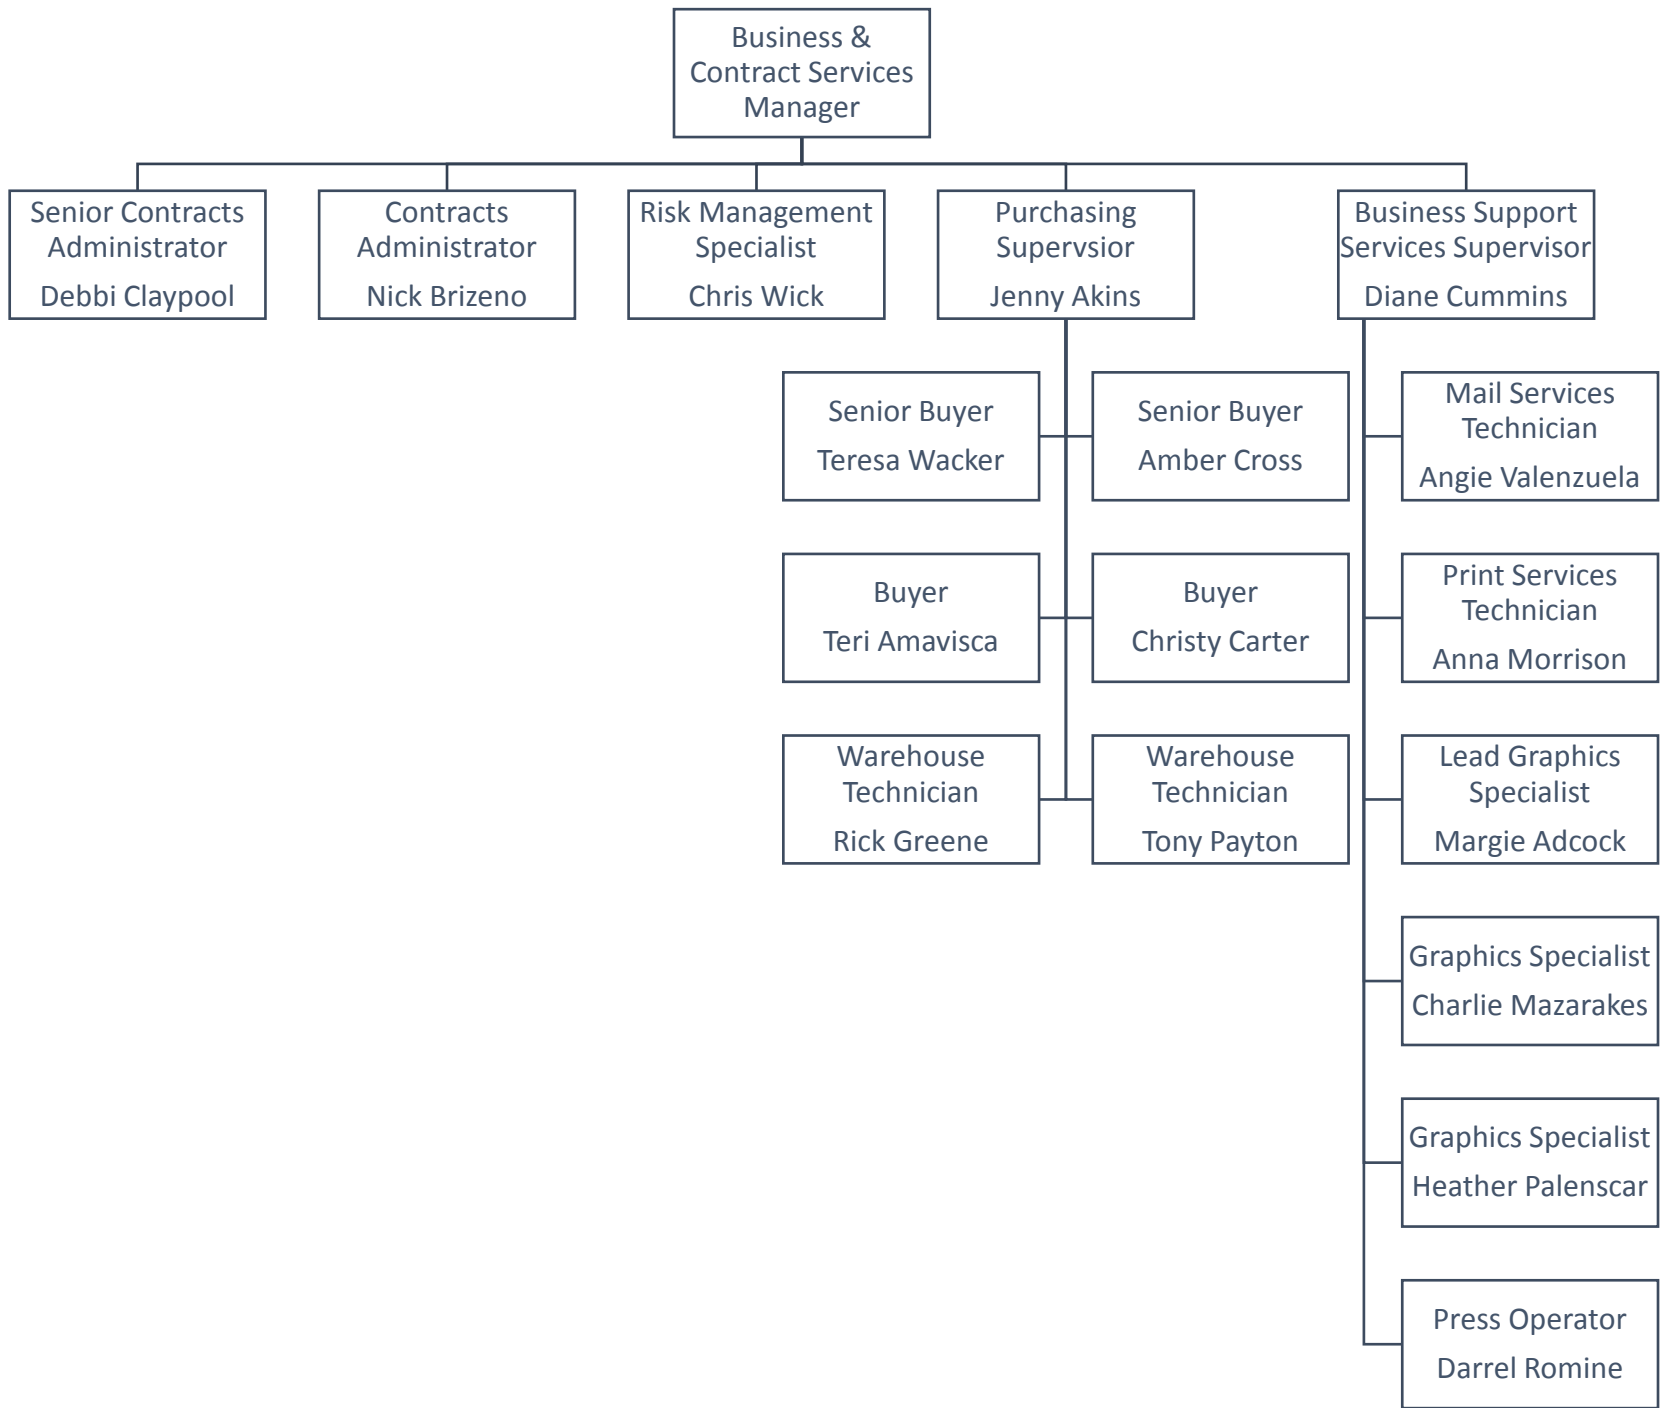 Business &
Contract Services
Manager
Senior Contracts
Administrator
Debbi Claypool
Contracts
Administrator
Nick Brizeno
Risk Management
Specialist
Chris Wick
Purchasing
Supervsior
Jenny Akins
Business Support
Services Supervisor
Diane Cummins
Senior Buyer
Teresa Wacker
Senior Buyer
Amber Cross
Buyer
Teri Amavisca
Buyer
Christy Carter
Warehouse
Technician
Rick Greene
Warehouse
Technician
Tony Payton
Mail Services
Technician
Angie Valenzuela
Print Services
Technician
Anna Morrison
Lead Graphics
Specialist
Margie Adcock
Graphics Specialist
Charlie Mazarakes
Graphics Specialist
Heather Palenscar
Press Operator
Darrel Romine